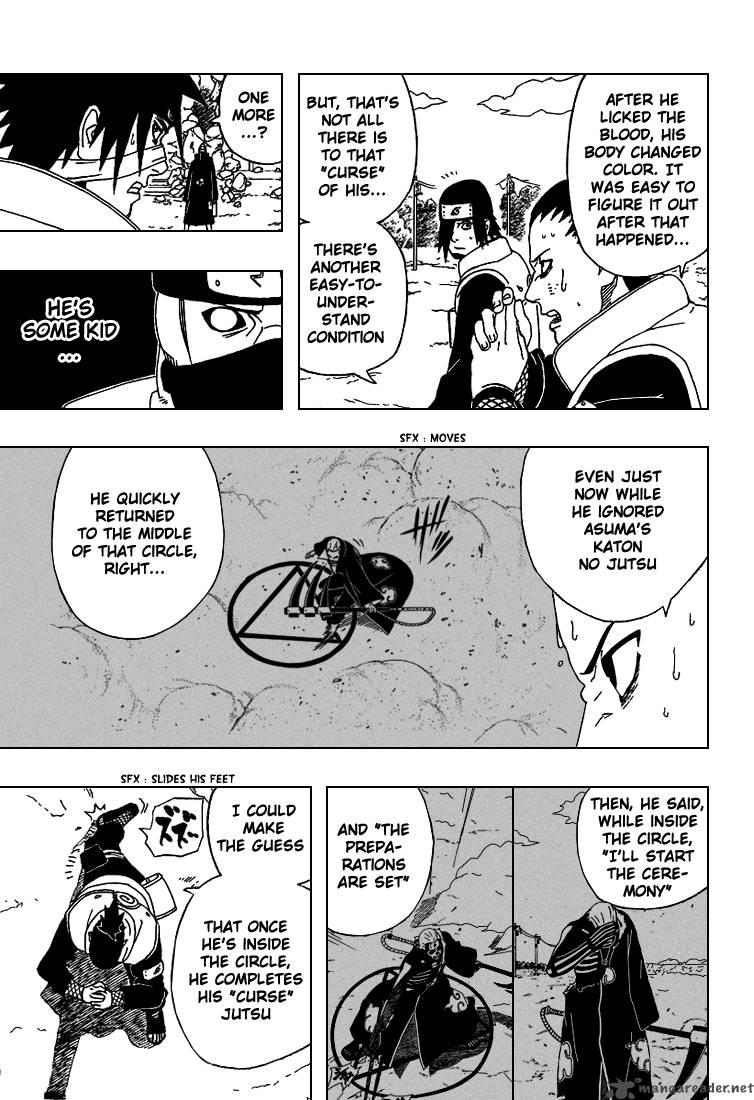 AFTER HE
LICKED THE
BLOOD, HIS
BODY CHANGED
COLOR. IT
WAS EASY TO
FIGURE IT OUT
AFTER THAT
HAPPENED...
BUT, THAT'S
NOT ALL
THERE IS
TO THAT
"CURSE"
OF HIS...
THERE'S
ANOTHER
EASY-TO-
UNDER-
STAND
CONDITION
ONE
MORE
...?
HE'S
SOME KID
...
SFX : MOVES
EVEN JUST
NOW WHILE
HE IGNORED
ASUMA'S
KATON
NO JUTSU
HE QUICKLY
RETURNED
TO THE MIDDLE
OF THAT CIRCLE,
RIGHT...
THEN, HE SAID,
WHILE INSIDE
THE CIRCLE,
"I'LL START
THE CERE-
MONY"
AND "THE
PREPA-
RATIONS
ARE SET"
SFX : SLIDES HIS FEET
I COULD
MAKE
THE GUESS
THAT ONCE
HE'S INSIDE
THE CIRCLE,
HE COMPLETES
HIS "CURSE"
JUTSU
mangareader.net